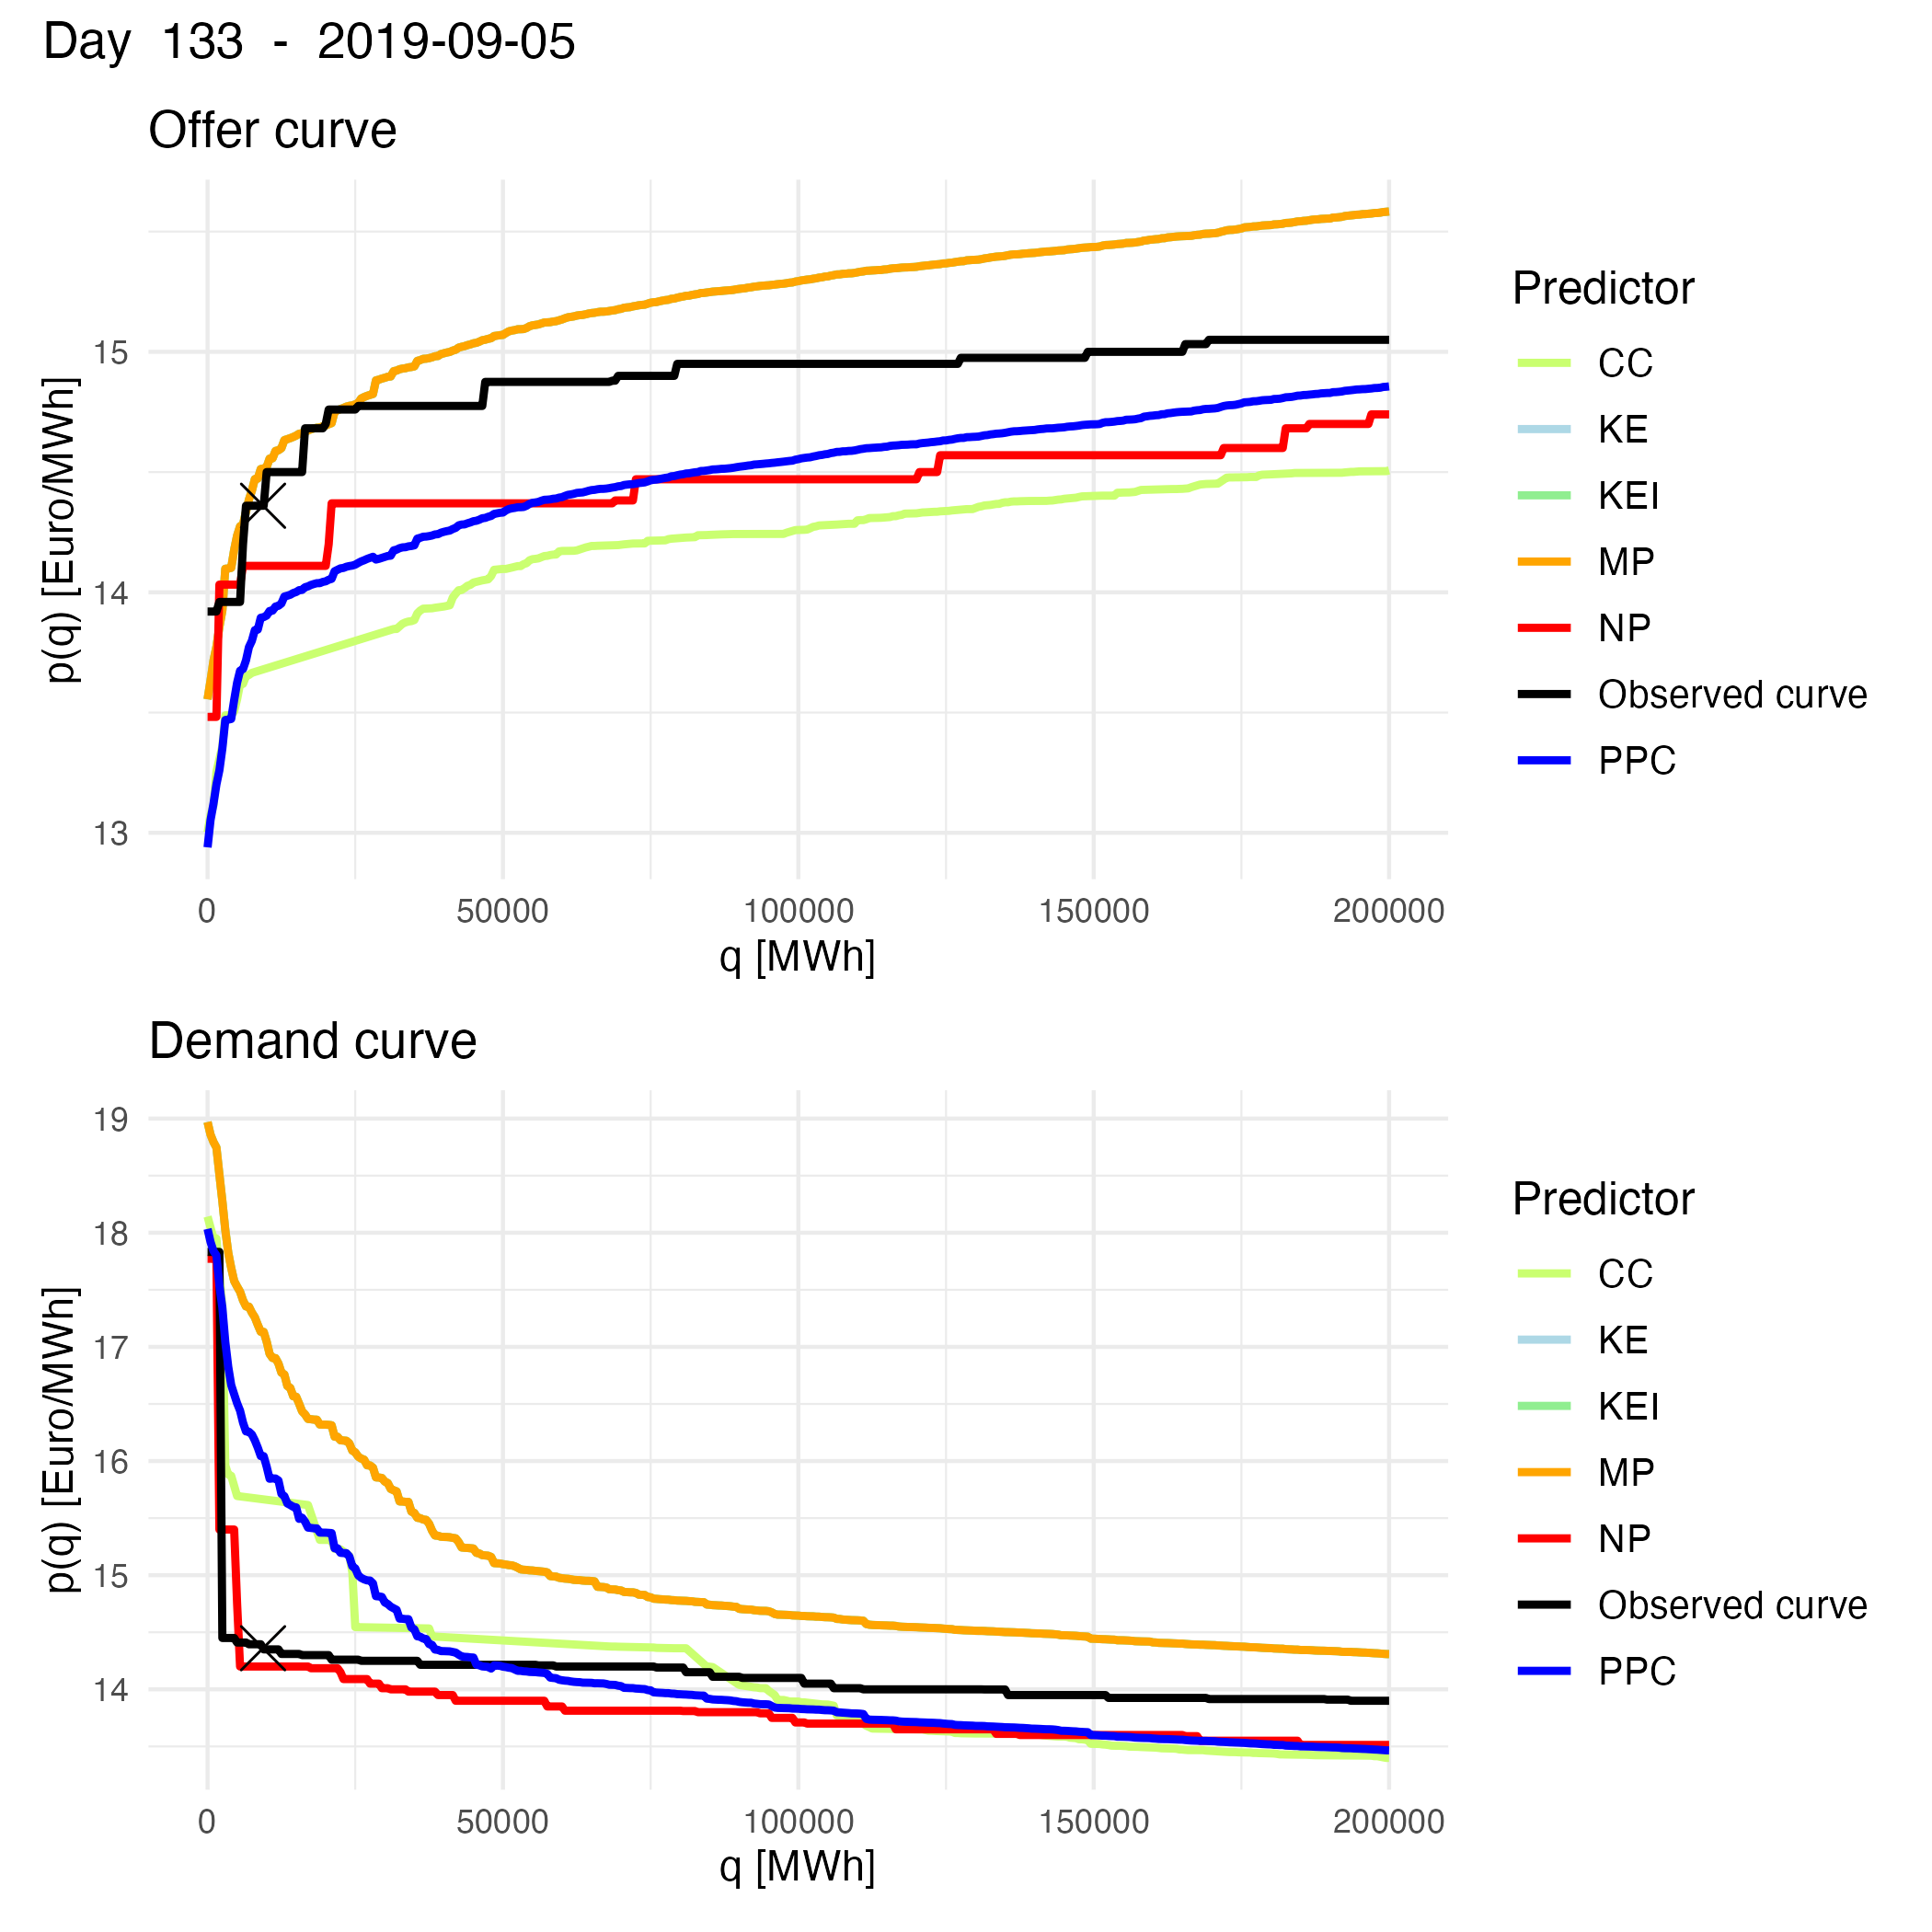 Day 133 - 2019-09-05
Offer curve
p(q) [Euro/MWh]
15
14
13
0 50000 100000 150000 200000
q [MWh]
Predictor
CC
KE
KEI
MP
NP
Observed curve
PPC
Demand curve
p(q) [Euro/MWh]
19
18
17
16
15
14
0 50000 100000 150000 200000
q [MWh]
Predictor
CC
KE
KEI
MP
NP
Observed curve
PPC